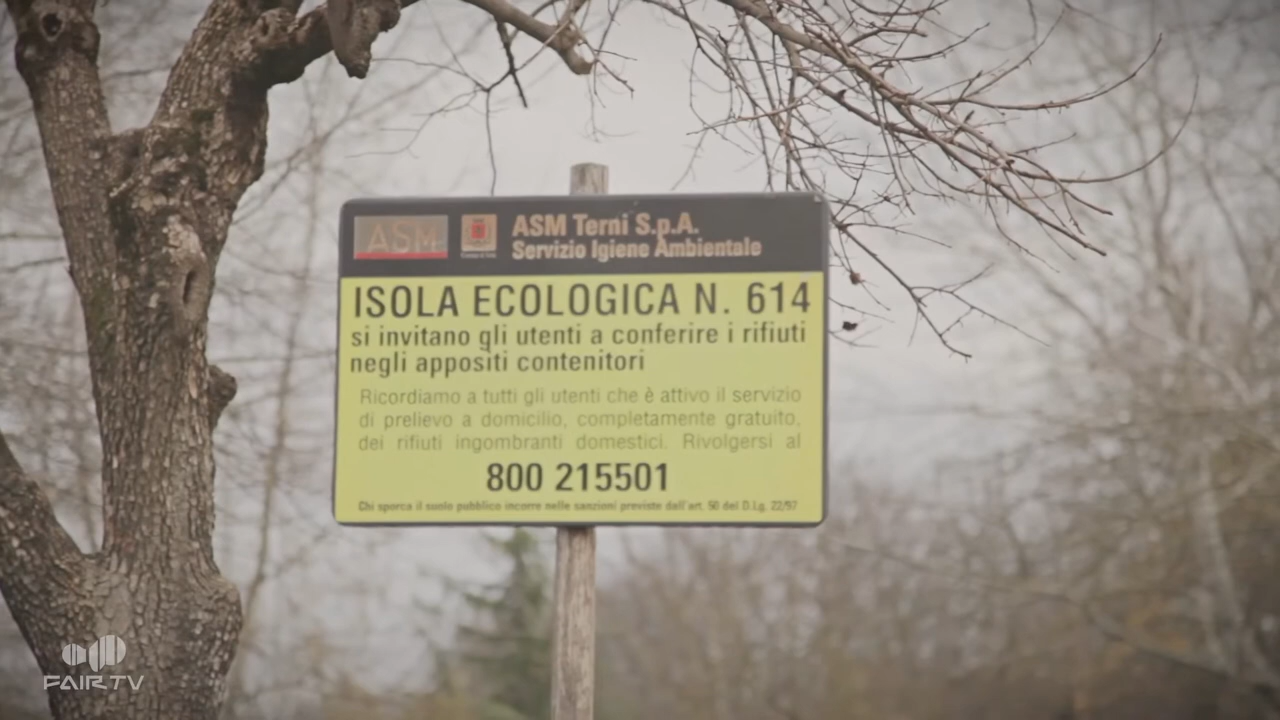 ASM
ASM Terni S.p.A.
Servizio Igiene Ambientale
ISOLA ECOLOGICA N. 614
si invitano gli utenti a conferire i rifiuti
negli appositi contenitori
Ricordiamo a tutti gli utenti che è attivo il servizio
di prelievo a domicilio, completamente gratuito,
dei rifiuti ingombranti domestici. Rivolgersi al
800 215501
Chi sporca il suolo pubblico incorre nelle sanzioni previste dall'art. 50 del D.Lg. 22/97
FAIR TV